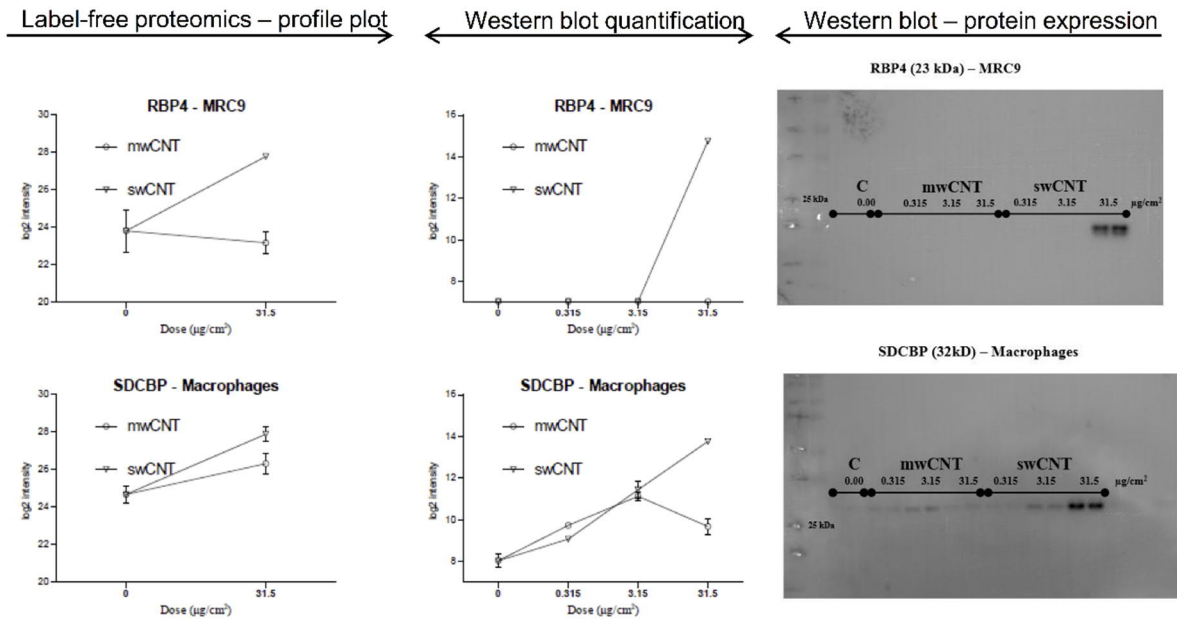 Label-free proteomics – profile plot
Western blot quantification
Western blot – protein expression
RBP4 - MRC9
30
28
26
24
22
20
log2 intensity
mwCNT
swCNT
0
31.5
Dose (µg/cm²)
RBP4 - MRC9
16
14
12
10
8
log2 intensity
mwCNT
swCNT
0
0.315
3.15
31.5
Dose (µg/cm²)
RBP4 (23 kDa) – MRC9
C
mwCNT
swCNT
25 kDa
0.00
0.315
3.15
31.5
0.315
3.15
31.5
µg/cm²
SDCBP - Macrophages
30
28
26
24
22
20
log2 intensity
mwCNT
swCNT
0
31.5
Dose (µg/cm²)
SDCBP - Macrophages
16
14
12
10
8
log2 intensity
mwCNT
swCNT
0
0.315
3.15
31.5
Dose (µg/cm²)
SDCBP (32kD) – Macrophages
C
mwCNT
swCNT
0.00
0.315
3.15
31.5
0.315
3.15
31.5
µg/cm²
25 kDa